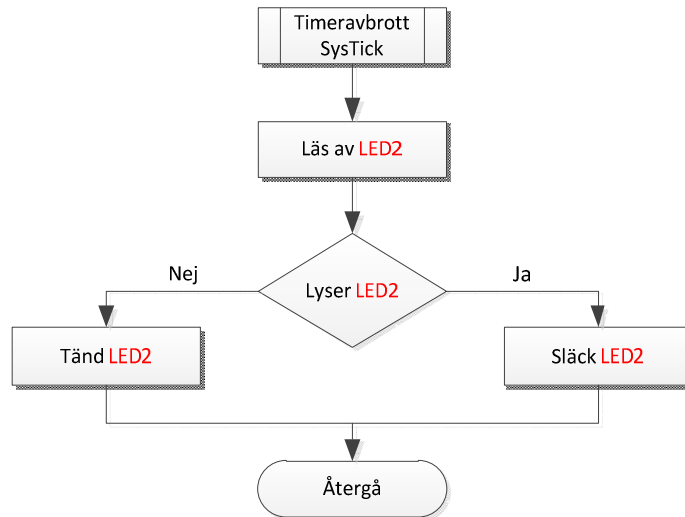 Timeravbrott
SysTick
Läs av LED2
Lyser LED2
Nej
Ja
Tänd LED2
Släck LED2
Återgå